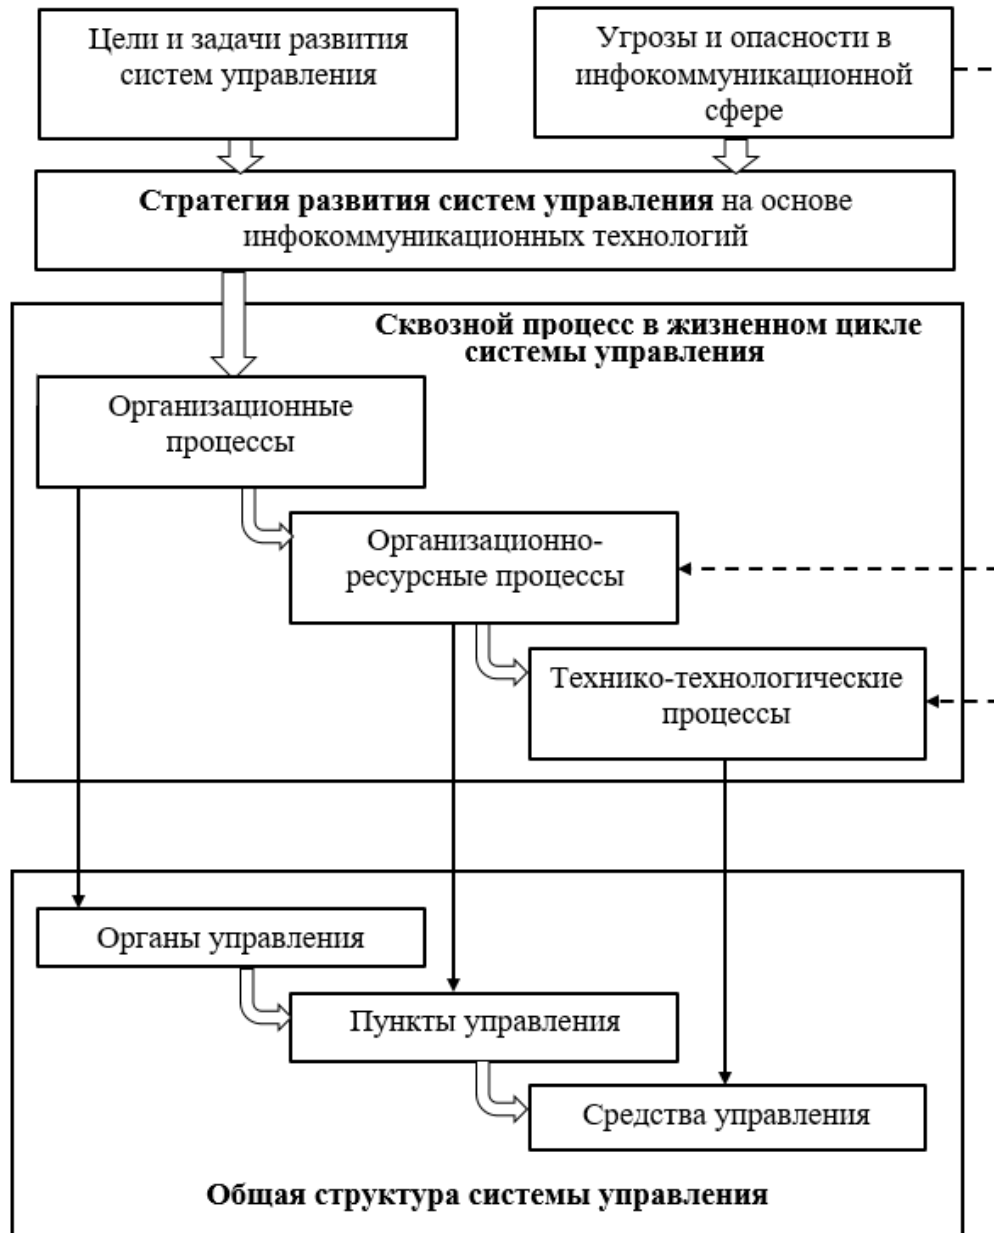 Цели и задачи развития
систем управления
Угрозы и опасности в
инфокоммуникационной
сфере
Стратегия развития систем управления на основе
инфокоммуникационных технологий
Сквозной процесс в жизненном цикле
системы управления
Организационные
процессы
Организационно-
ресурсные процессы
Технико-технологические
процессы
Органы управления
Пункты управления
Средства управления
Общая структура системы управления